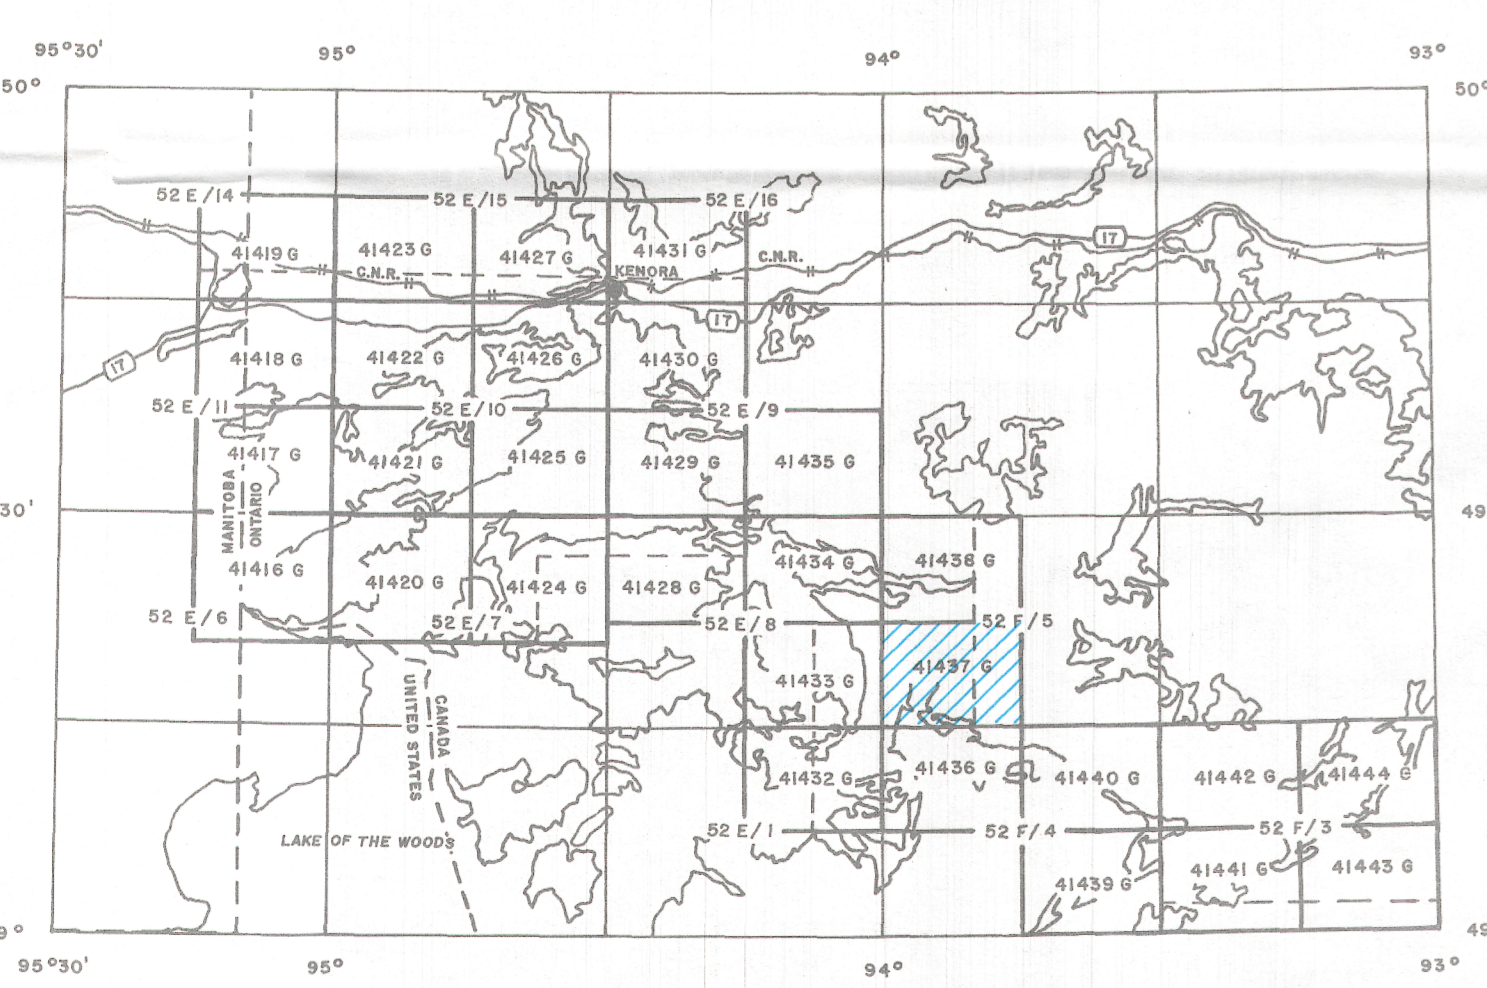 95°30' 95° 94° 93°
50° 50°
52 E/14 52 E/15 52 E/16
41419 G 41423 G 41427 G 41431 G 17
C.N.R. KENORA C.N.R.
17
17
41418 G 41422 G 41426 G 41430 G
52 E/11 52 E/10 52 E/9
41417 G 41421 G 41425 G 41429 G 41435 G
30' 49
MANITOBA
ONTARIO
41416 G 41420 G 41424 G 41428 G 41434 G 41438 G
52 E/6 52 E/7 52 E/8 52 F/5
41433 G 41437 G
CANADA
UNITED STATES
41432 G 41436 G 41440 G 41442 G 41444 G
LAKE OF THE WOODS
52 E/1 52 F/4 52 F/3
41439 G 41441 G 41443 G
9° 49
95°30' 95° 94° 93°